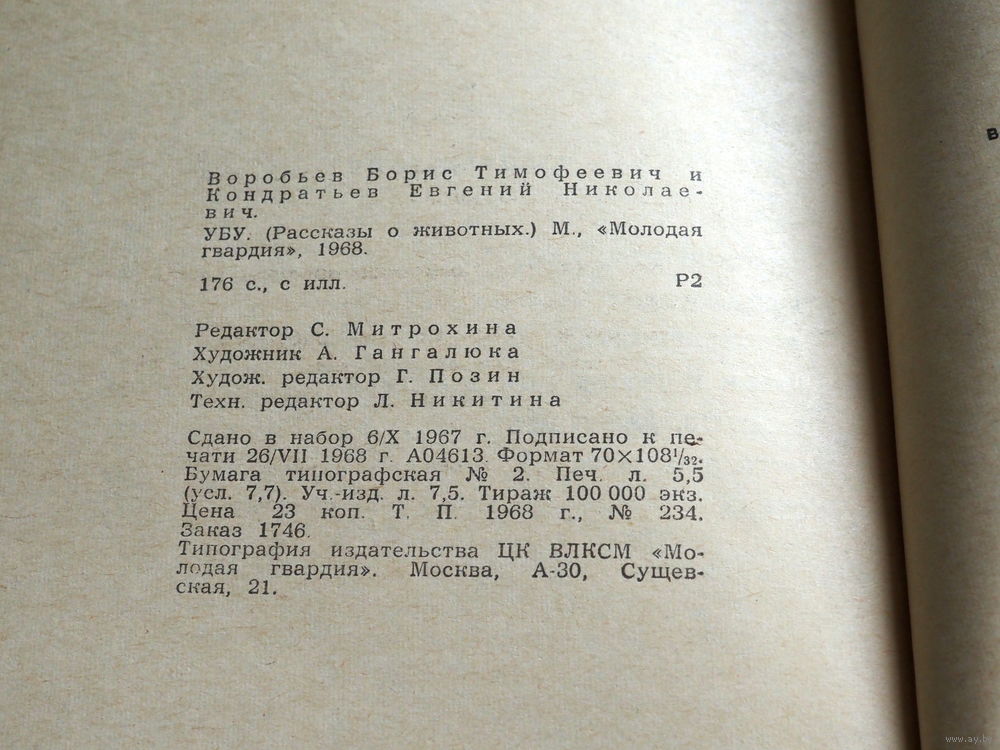 Воробьев Борис Тимофеевич и
Кондратьев Евгений Николае-
вич.
УБУ. (Рассказы о животных.) М., «Молодая
гвардия», 1968.
176 с., с илл. Р2
Редактор С. Митрохина
Художник А. Гангалюка
Худож. редактор Г. Позин
Техн. редактор Л. Никитина
Сдано в набор 6/X 1967 г. Подписано к пе-
чати 26/VII 1968 г. А04613. Формат 70×108¹/₃₂.
Бумага типографская № 2. Печ. л. 5,5
(усл. 7,7). Уч.-изд. л. 7,5. Тираж 100 000 экз.
Цена 23 коп. Т. П. 1968 г., № 234.
Заказ 1746.
Типография издательства ЦК ВЛКСМ «Мо-
лодая гвардия». Москва, А-30, Сущев-
ская, 21.